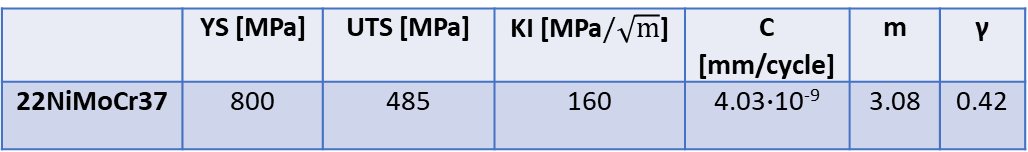 YS [MPa] UTS [MPa] KI [MPa/√m] C [mm/cycle] m γ
22NiMoCr37 800 485 160 4.03·10⁻⁹ 3.08 0.42